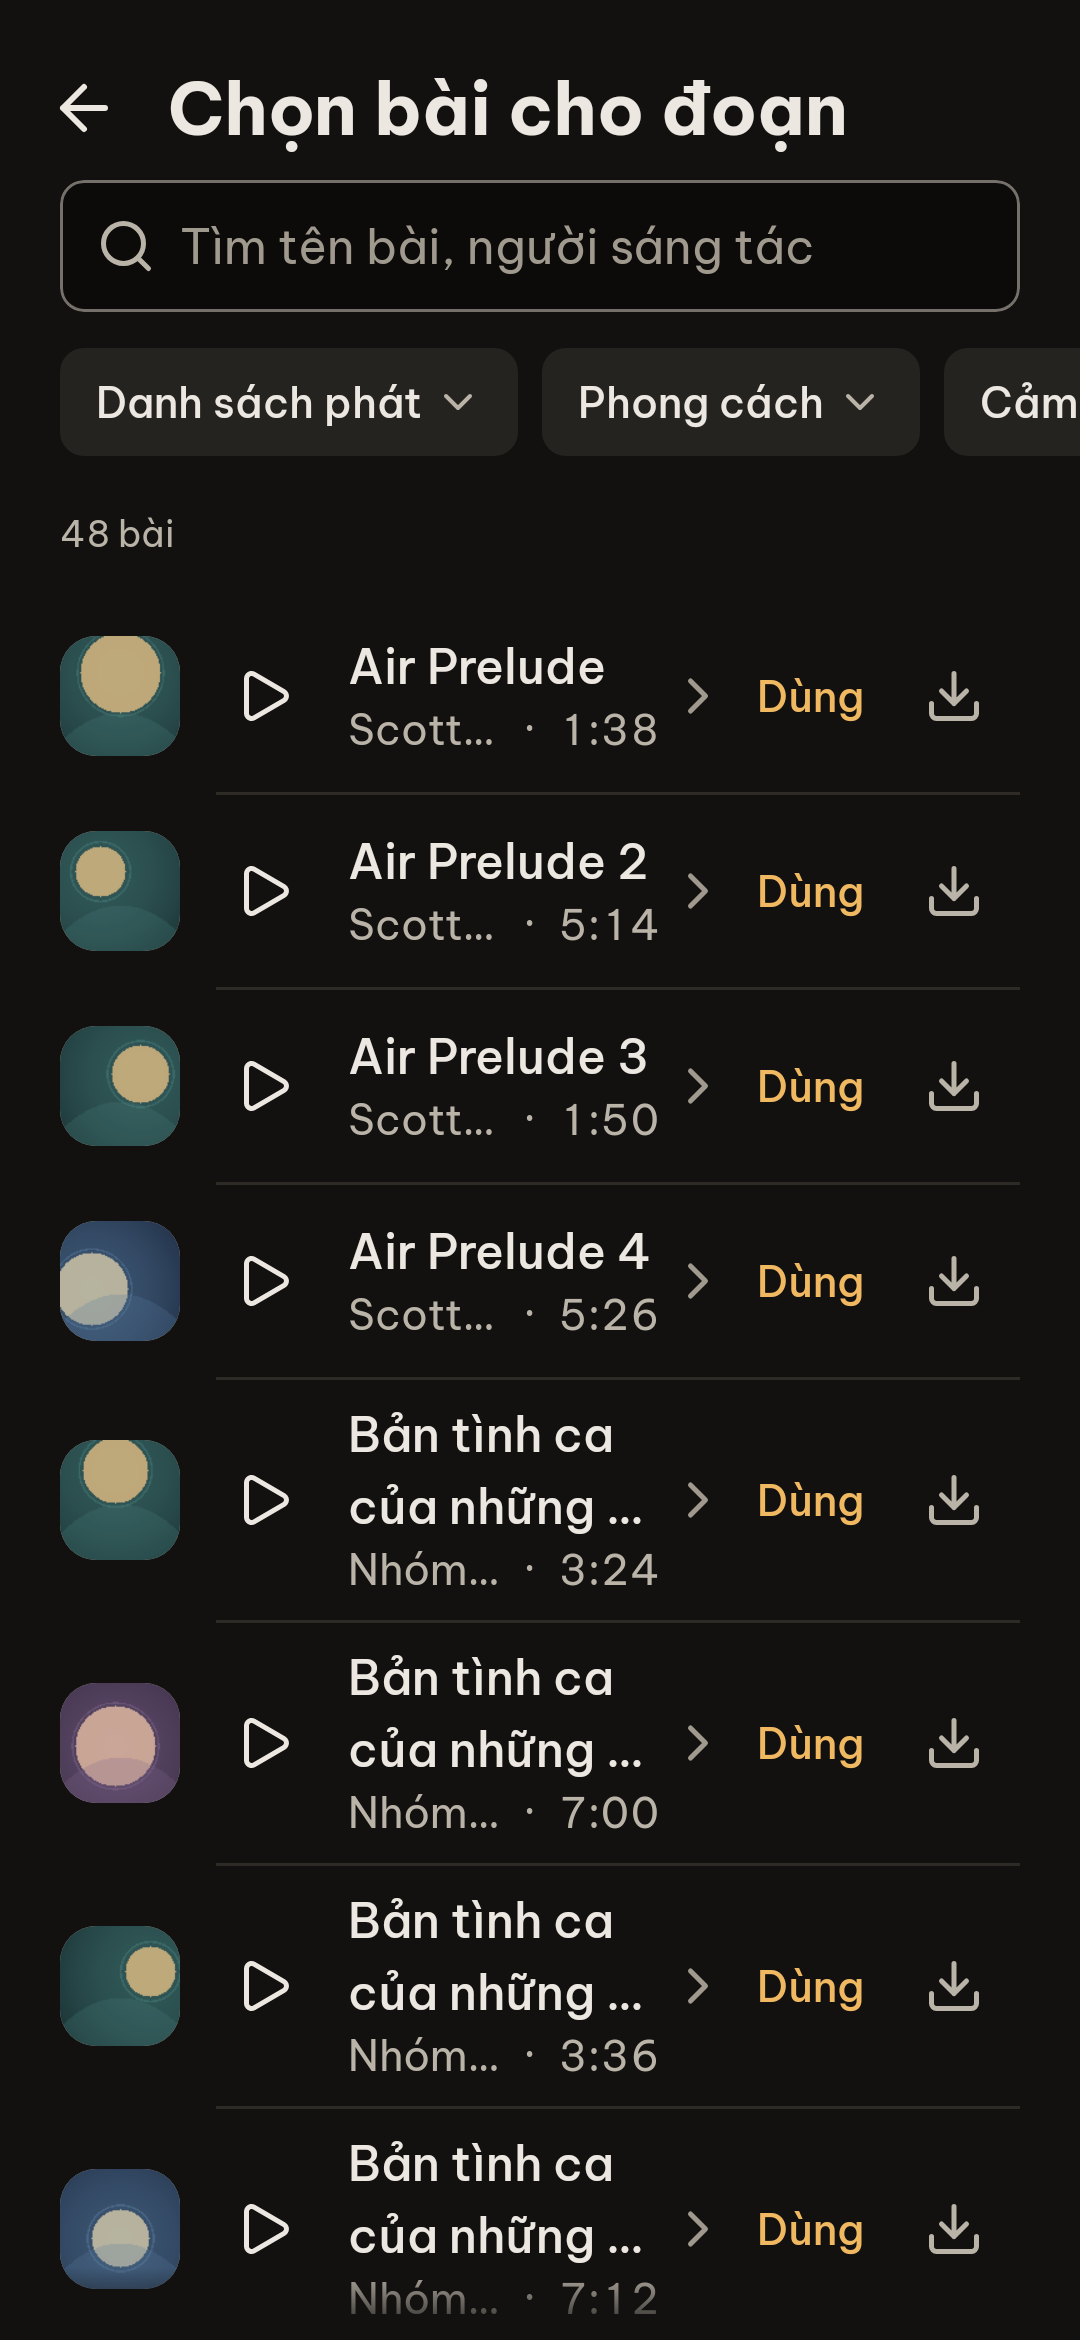 Chọn bài cho đoạn
Tìm tên bài, người sáng tác
Danh sách phát
Phong cách
Cảm
48 bài
Air Prelude
Scott... · 1:38
Dùng
Air Prelude 2
Scott... · 5:14
Dùng
Air Prelude 3
Scott... · 1:50
Dùng
Air Prelude 4
Scott... · 5:26
Dùng
Bản tình ca
của những ...
Nhóm... · 3:24
Dùng
Bản tình ca
của những ...
Nhóm... · 7:00
Dùng
Bản tình ca
của những ...
Nhóm... · 3:36
Dùng
Bản tình ca
của những ...
Nhóm... · 7:12
Dùng